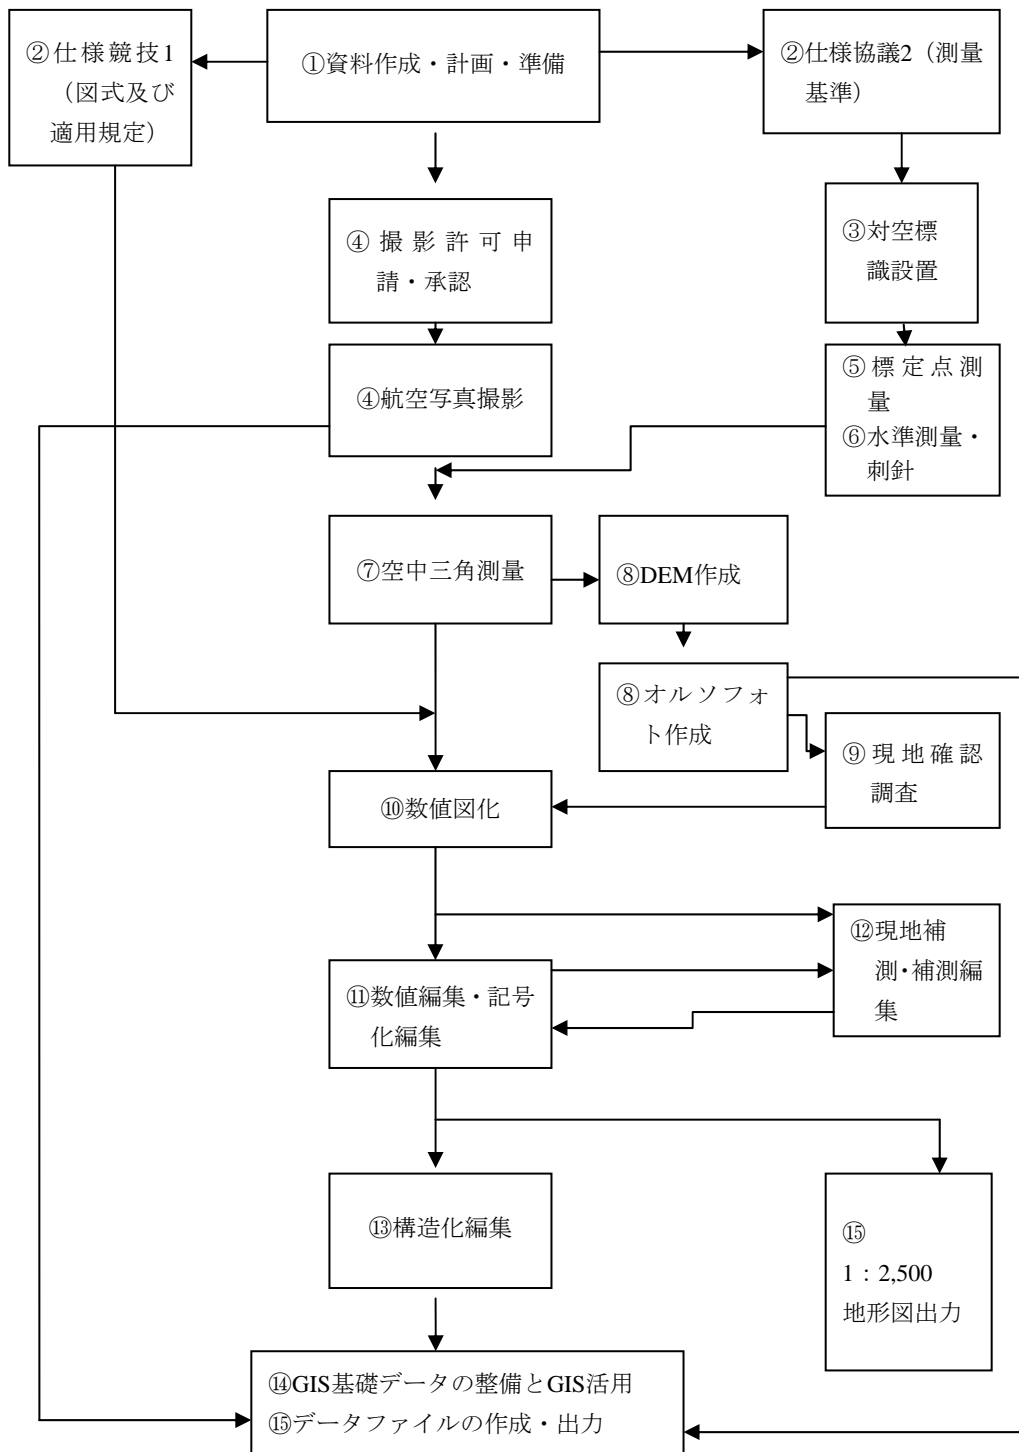 ②仕様競技1
（図式及び
適用規定）
①資料作成・計画・準備
②仕様協議2（測量
基準）
④撮影許可申
請・承認
③対空標
識設置
④航空写真撮影
⑤標定点測
量
⑥水準測量・
刺針
⑦空中三角測量
⑧DEM作成
⑧オルソフォ
ト作成
⑨現地確認
調査
⑩数値図化
⑫現地補
測・補測編
集
⑪数値編集・記号
化編集
⑬構造化編集
⑮
1：2,500
地形図出力
⑭GIS基礎データの整備とGIS活用
⑮データファイルの作成・出力